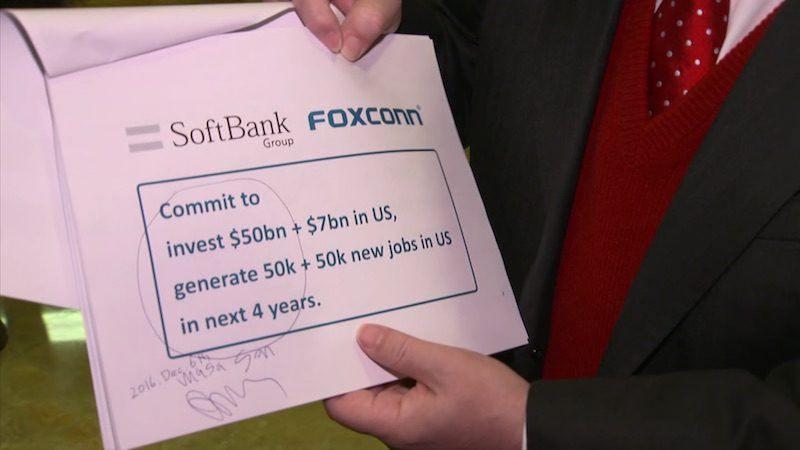 SoftBank
Group
FOXCONN
Commit to
invest $50bn + $7bn in US,
generate 50k + 50k new jobs in US
in next 4 years.
2016. Dec 6th
Masa Son